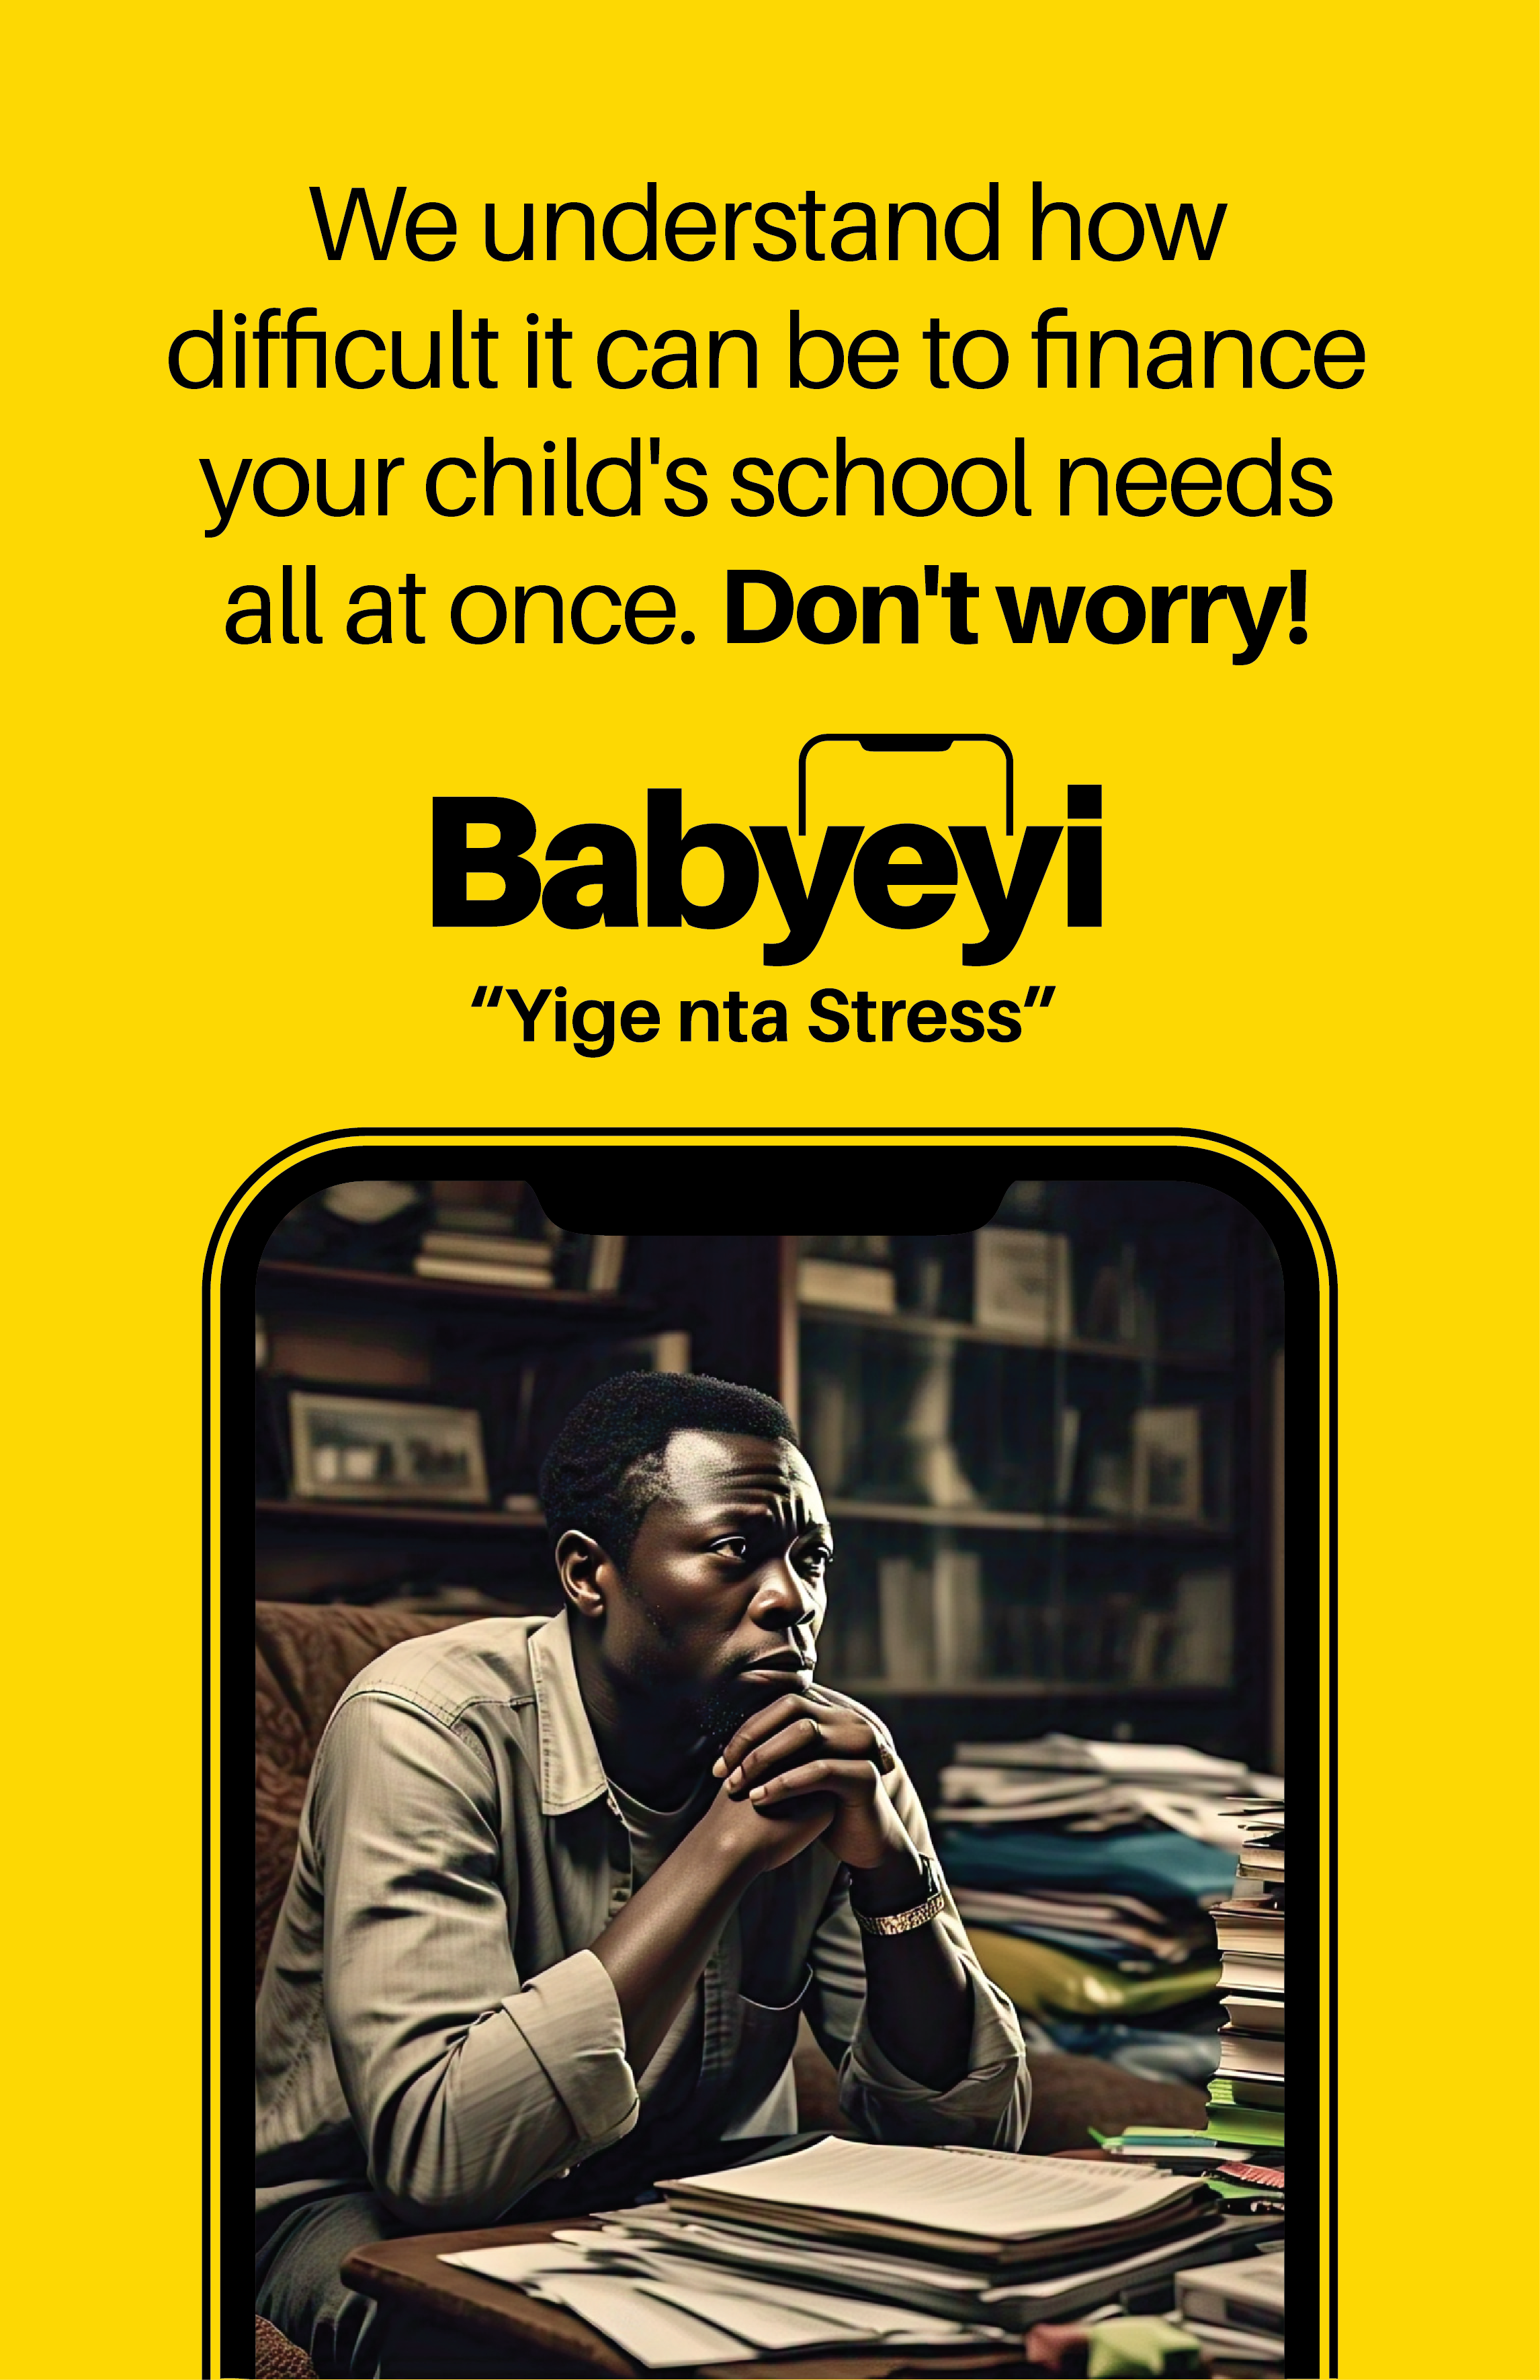 We understand how
difficult it can be to finance
your child's school needs
all at once. Don't worry!
Babyeyi
“Yige nta Stress”